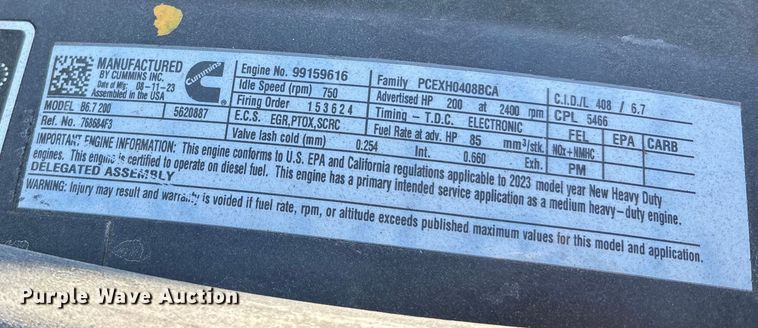 MANUFACTURED
BY CUMMINS INC.
Date of Mfg 08-11-23
Assembled in the USA
Cummins
MODEL B6.7 200 5620887
Ref. No. 768684F3
Engine No. 99159616
Idle Speed (rpm) 750
Firing Order 1 5 3 6 2 4
E.C.S. EGR,PTOX,SCRC
Valve lash cold (mm) 0.254 Int. 0.660 Exh.
Family PCEXH0408BCA
Advertised HP 200 at 2400 rpm
Timing - T.D.C. ELECTRONIC
Fuel Rate at adv. HP 85 mm³/stk.
C.I.D./L 408 / 6.7
CPL 5466
FEL EPA CARB
NOx+NMHC
PM
IMPORTANT ENGINE INFORMATION: This engine conforms to U.S. EPA and California regulations applicable to 2023 model year New Heavy Duty
engines. This engine is certified to operate on diesel fuel. This engine has a primary intended service application as a medium heavy-duty engine.
DELEGATED ASSEMBLY
WARNING: Injury may result and warranty is voided if fuel rate, rpm, or altitude exceeds published maximum values for this model and application.
Purple Wave Auction